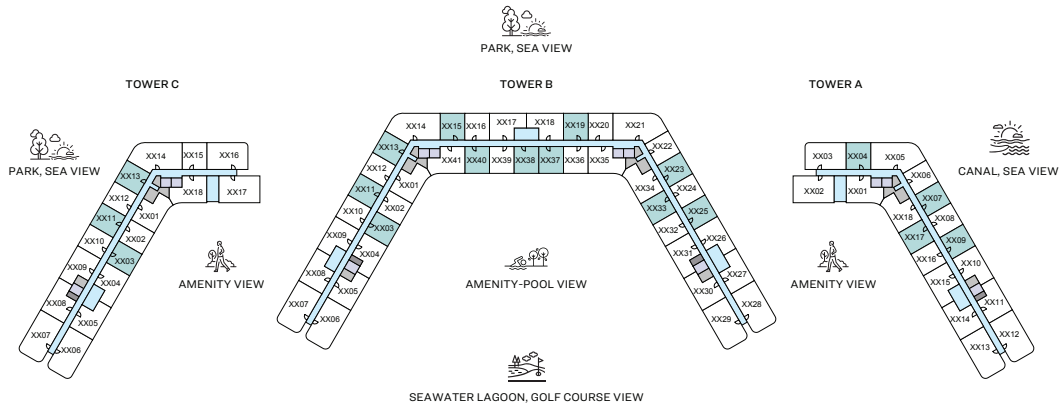 PARK, SEA VIEW
TOWER C
TOWER B
TOWER A
PARK, SEA VIEW
CANAL, SEA VIEW
XX14
XX15
XX16
XX13
XX18
XX17
XX12
XX01
XX11
XX02
XX10
XX03
XX09
XX04
XX08
XX05
XX07
XX06
AMENITY VIEW
XX14
XX15
XX16
XX17
XX18
XX19
XX20
XX21
XX13
XX41
XX40
XX39
XX38
XX37
XX36
XX35
XX22
XX12
XX01
XX34
XX23
XX11
XX02
XX33
XX24
XX10
XX03
XX32
XX25
XX09
XX04
XX31
XX26
XX08
XX05
XX30
XX27
XX07
XX06
XX29
XX28
AMENITY-POOL VIEW
XX03
XX04
XX05
XX02
XX01
XX06
XX18
XX07
XX17
XX08
XX16
XX09
XX15
XX10
XX14
XX11
XX13
XX12
AMENITY VIEW
SEAWATER LAGOON, GOLF COURSE VIEW